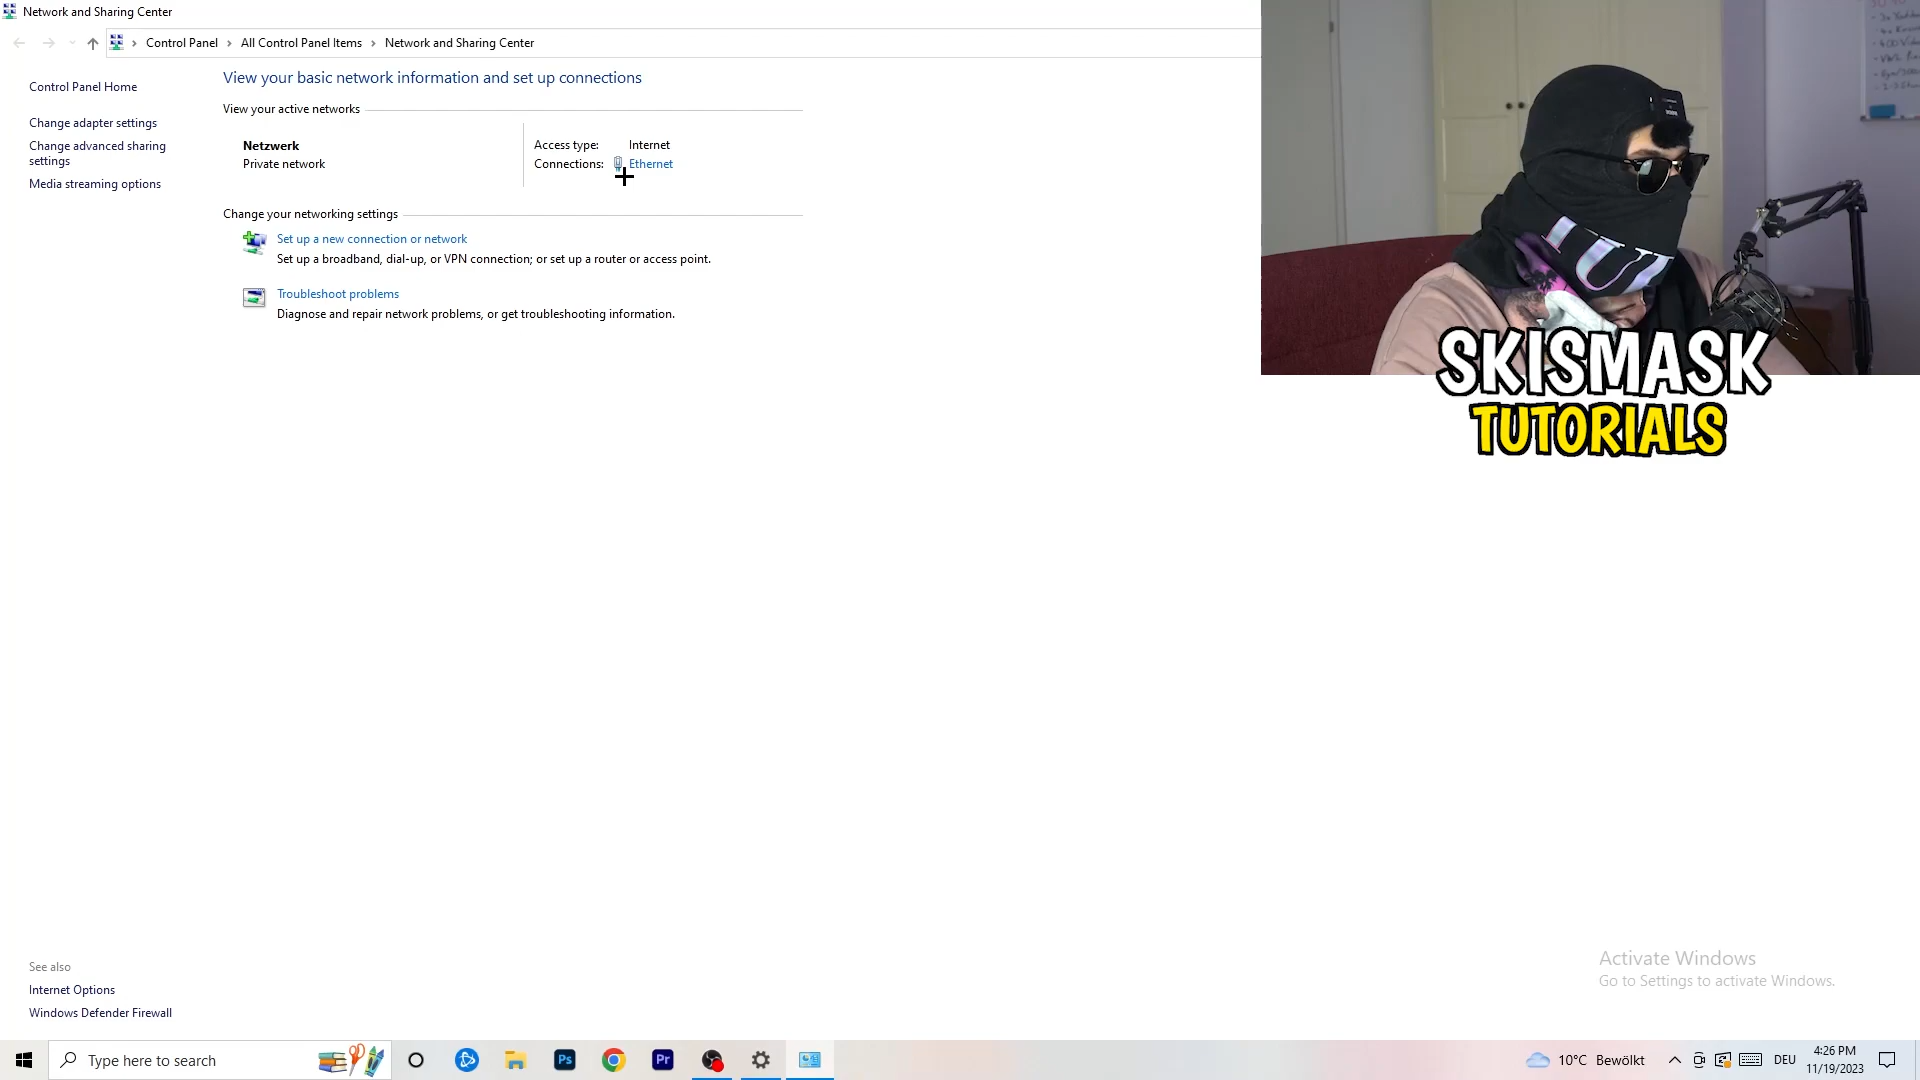 Network and Sharing Center
Control Panel › All Control Panel Items › Network and Sharing Center
Control Panel Home
Change adapter settings
Change advanced sharing
settings
Media streaming options
View your basic network information and set up connections
View your active networks
Netzwerk
Private network
Access type: Internet
Connections: Ethernet
Change your networking settings
Set up a new connection or network
Set up a broadband, dial-up, or VPN connection; or set up a router or access point.
Troubleshoot problems
Diagnose and repair network problems, or get troubleshooting information.
SKISMASK
TUTORIALS
See also
Internet Options
Windows Defender Firewall
Activate Windows
Go to Settings to activate Windows.
Type here to search
Ps
Pr
10°C Bewölkt
DEU
4:26 PM
11/19/2023